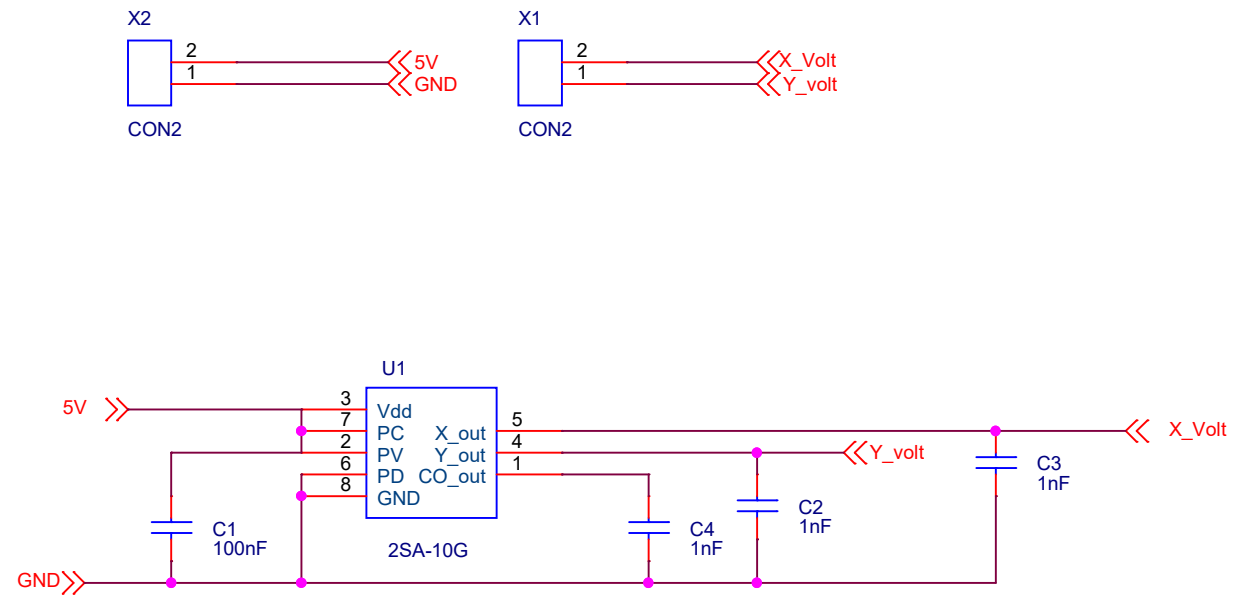 X2
X1
2
5V
1
GND
CON2
2
X_Volt
1
Y_volt
CON2
U1
5V
3
Vdd
7
PC
2
PV
6
PD
8
GND
X_out
5
Y_out
4
CO_out
1
X_Volt
Y_volt
C3
1nF
C2
1nF
C1
100nF
C4
1nF
2SA-10G
GND